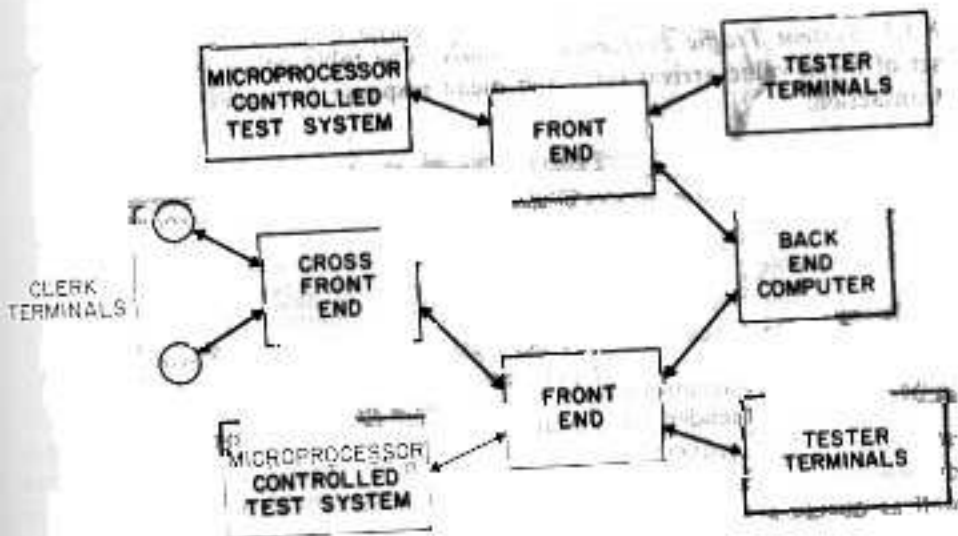 MICROPROCESSOR
CONTROLLED
TEST SYSTEM
FRONT
END
TESTER
TERMINALS
CROSS
FRONT
END
BACK
END
COMPUTER
CLERK
TERMINALS
FRONT
END
MICROPROCESSOR
CONTROLLED
TEST SYSTEM
TESTER
TERMINALS